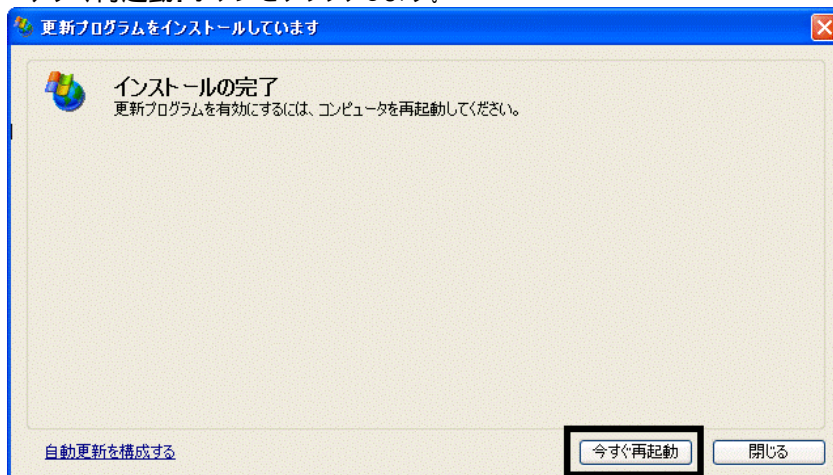 更新プログラムをインストールしています
インストールの完了
更新プログラムを有効にするには、コンピュータを再起動してください。
自動更新を構成する
今すぐ再起動
閉じる